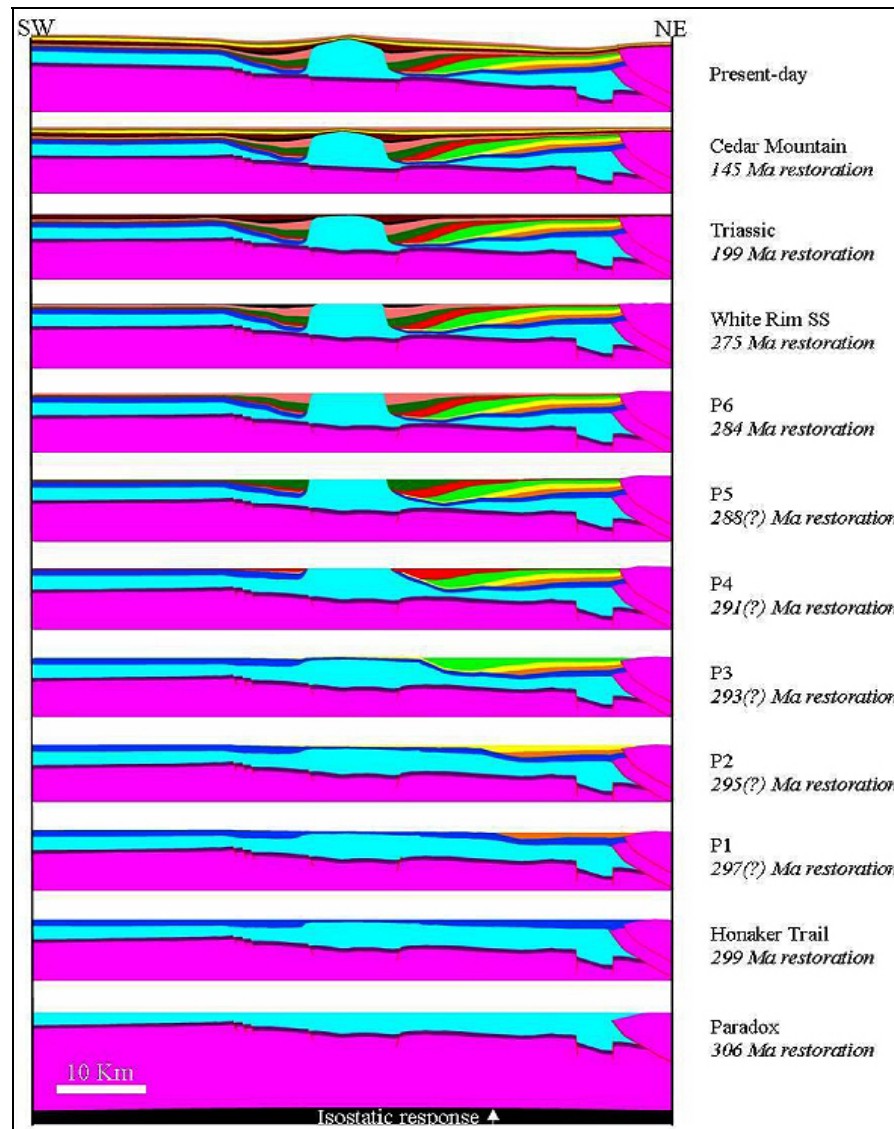 SW
NE
Present-day
Cedar Mountain
145 Ma restoration
Triassic
199 Ma restoration
White Rim SS
275 Ma restoration
P6
284 Ma restoration
P5
288(?) Ma restoration
P4
291(?) Ma restoration
P3
293(?) Ma restoration
P2
295(?) Ma restoration
P1
297(?) Ma restoration
Honaker Trail
299 Ma restoration
Paradox
306 Ma restoration
10 Km
Isostatic response